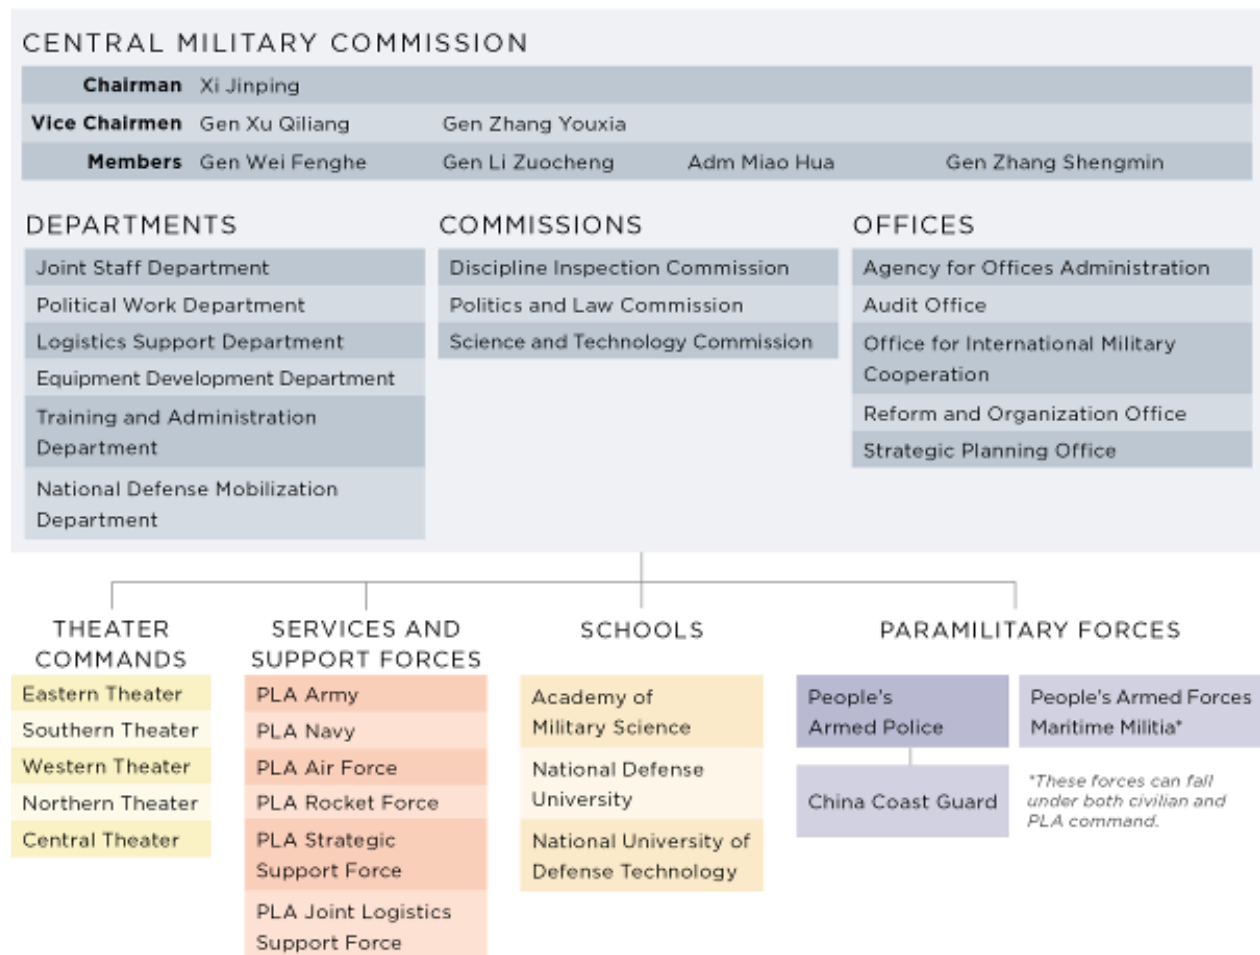 CENTRAL MILITARY COMMISSION
Chairman Xi Jinping
Vice Chairmen Gen Xu Qiliang Gen Zhang Youxia
Members Gen Wei Fenghe Gen Li Zuocheng Adm Miao Hua Gen Zhang Shengmin
DEPARTMENTS
Joint Staff Department
Political Work Department
Logistics Support Department
Equipment Development Department
Training and Administration
Department
National Defense Mobilization
Department
COMMISSIONS
Discipline Inspection Commission
Politics and Law Commission
Science and Technology Commission
OFFICES
Agency for Offices Administration
Audit Office
Office for International Military
Cooperation
Reform and Organization Office
Strategic Planning Office
THEATER
COMMANDS
Eastern Theater
Southern Theater
Western Theater
Northern Theater
Central Theater
SERVICES AND
SUPPORT FORCES
PLA Army
PLA Navy
PLA Air Force
PLA Rocket Force
PLA Strategic
Support Force
PLA Joint Logistics
Support Force
SCHOOLS
Academy of
Military Science
National Defense
University
National University of
Defense Technology
PARAMILITARY FORCES
People's
Armed Police
China Coast Guard
People's Armed Forces
Maritime Militia*
*These forces can fall
under both civilian and
PLA command.